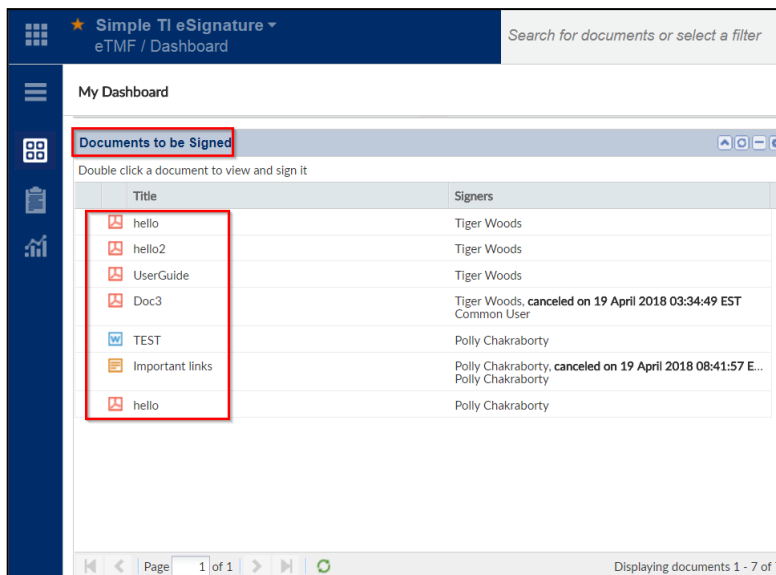 Simple TI eSignature
eTMF / Dashboard
Search for documents or select a filter
My Dashboard
Documents to be Signed
Double click a document to view and sign it
Title Signers
hello Tiger Woods
hello2 Tiger Woods
UserGuide Tiger Woods
Doc3 Tiger Woods, canceled on 19 April 2018 03:34:49 EST
Common User
W TEST Polly Chakraborty
Important links Polly Chakraborty, canceled on 19 April 2018 08:41:57 E...
Polly Chakraborty
hello Polly Chakraborty
Page 1 of 1 Displaying documents 1 - 7 of